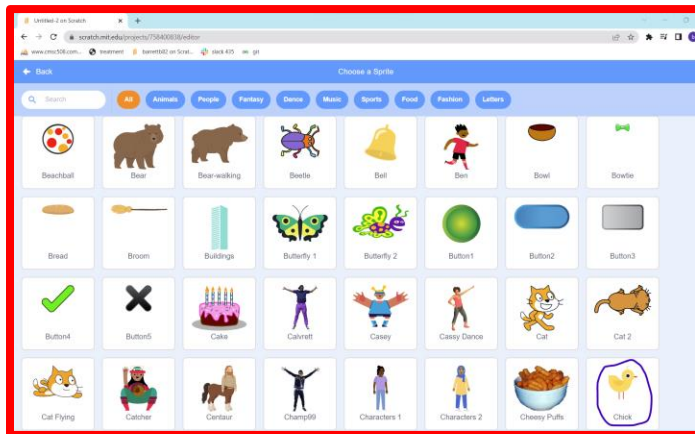 Untitled-2 on Scratch
scratch.mit.edu/projects/758400838/editor
www.cmsc508.com... treatment barrettb02 on Scrat... slack 435 git
Back
Choose a Sprite
Search All Animals People Fantasy Dance Music Sports Food Fashion Letters
Beachball Bear Bear-walking Beetle Bell Ben Bowl Bowtie
Bread Broom Buildings Butterfly 1 Butterfly 2 Button1 Button2 Button3
Button4 Button5 Cake Calvrett Casey Cassy Dance Cat Cat 2
Cat Flying Catcher Centaur Champ99 Characters 1 Characters 2 Cheesy Puffs Chick